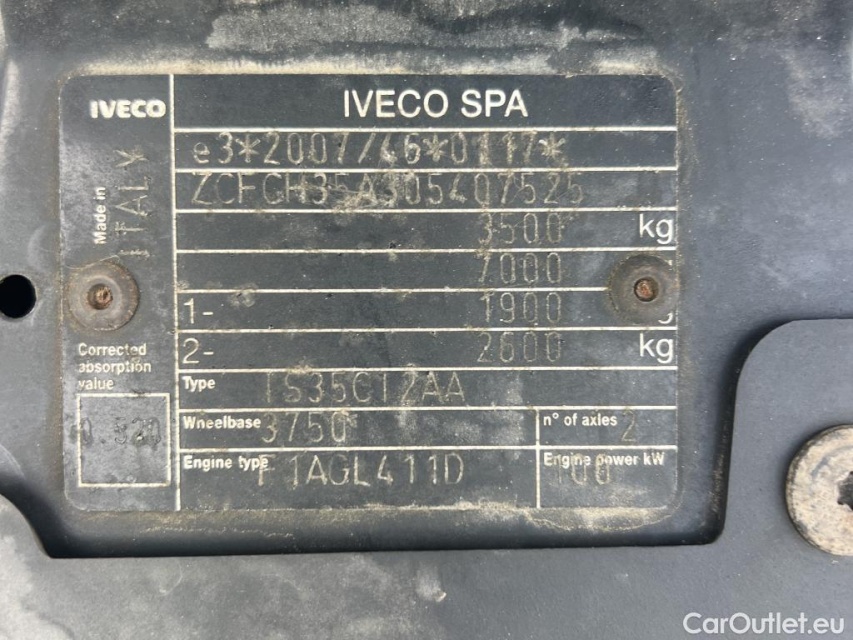 IVECO
IVECO SPA
e3*2007/46*0117*
Made in ITALY
ZCFCH35A305407525
3500 kg
7000
1- 1900
2- 2600 kg
Corrected absorption value
Type TS35C12AA
Wheelbase 3750
n° of axles 2
Engine type F1AGL411D
Engine power kW
CarOutlet.eu